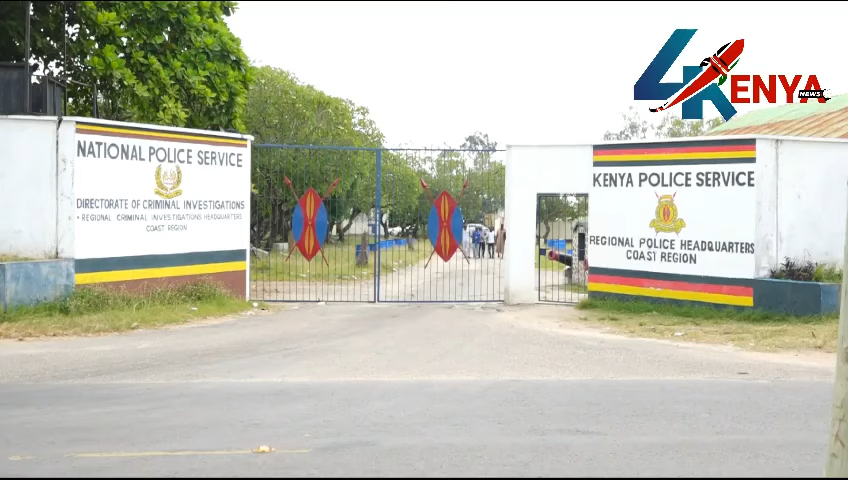 4KENYA
NEWS
NATIONAL POLICE SERVICE
DIRECTORATE OF CRIMINAL INVESTIGATIONS
• REGIONAL CRIMINAL INVESTIGATIONS HEADQUARTERS
COAST REGION
KENYA POLICE SERVICE
REGIONAL POLICE HEADQUARTERS
COAST REGION